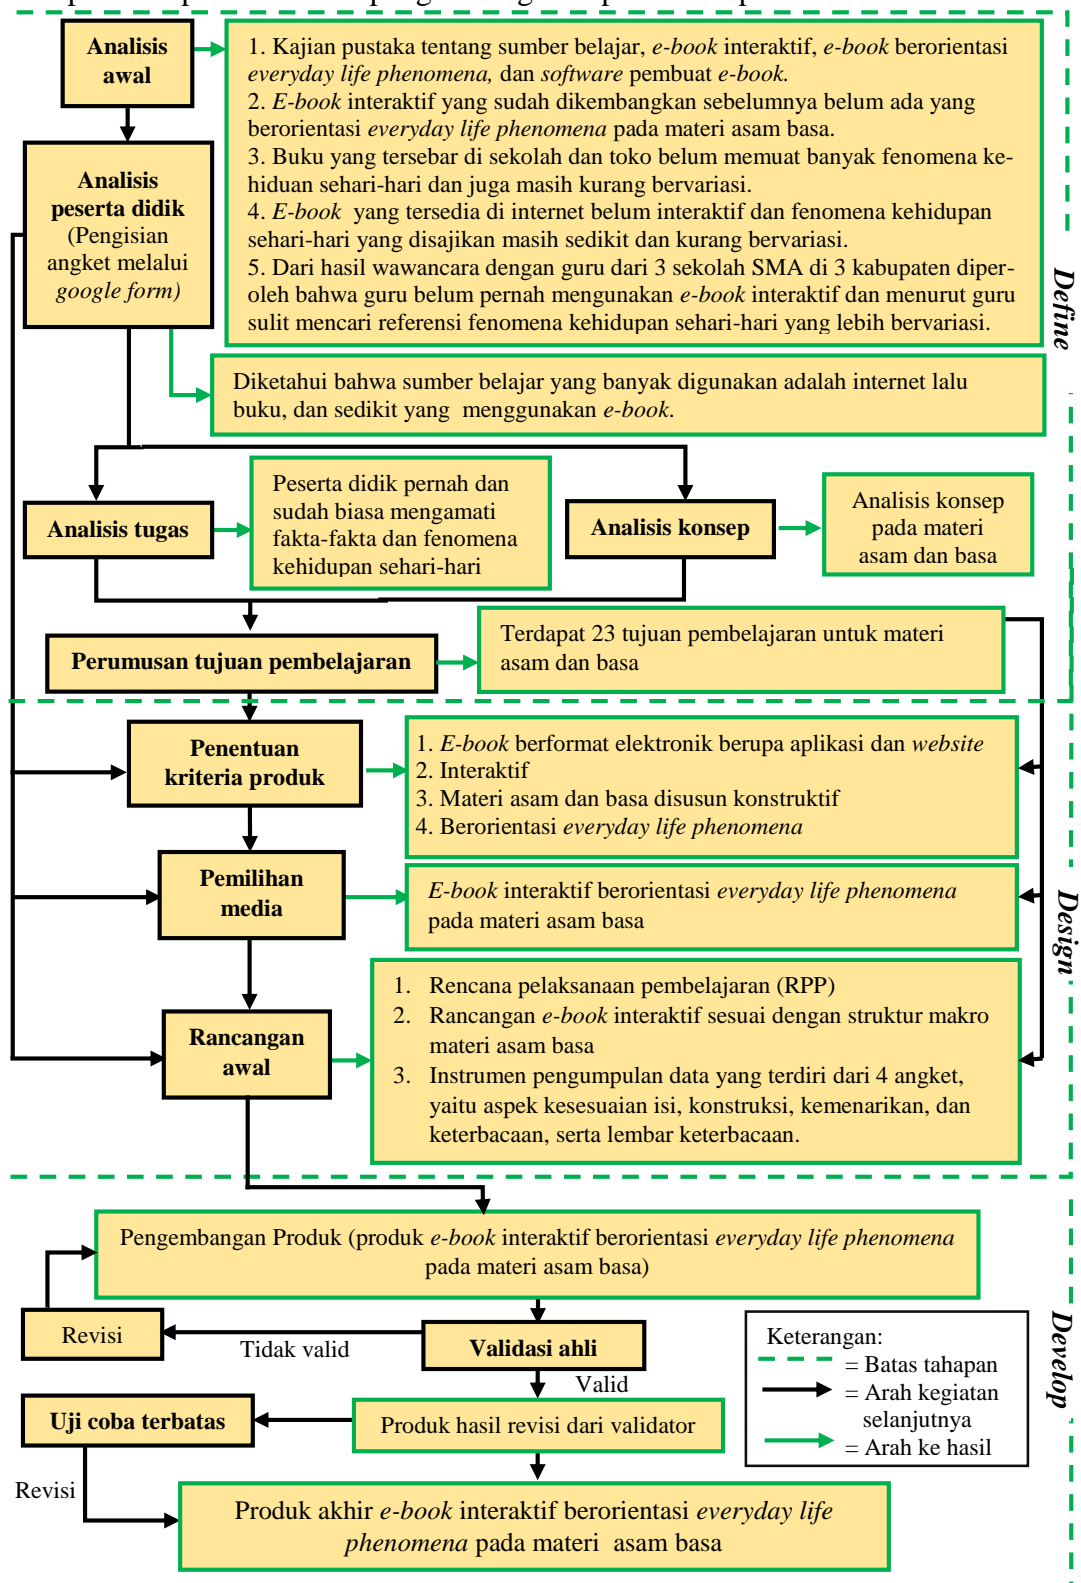 Analisis
awal
1. Kajian pustaka tentang sumber belajar, e-book interaktif, e-book berorientasi
everyday life phenomena, dan software pembuat e-book.
2. E-book interaktif yang sudah dikembangkan sebelumnya belum ada yang
berorientasi everyday life phenomena pada materi asam basa.
3. Buku yang tersebar di sekolah dan toko belum memuat banyak fenomena ke-
hiduan sehari-hari dan juga masih kurang bervariasi.
4. E-book yang tersedia di internet belum interaktif dan fenomena kehidupan
sehari-hari yang disajikan masih sedikit dan kurang bervariasi.
5. Dari hasil wawancara dengan guru dari 3 sekolah SMA di 3 kabupaten diper-
oleh bahwa guru belum pernah mengunakan e-book interaktif dan menurut guru
sulit mencari referensi fenomena kehidupan sehari-hari yang lebih bervariasi.
Analisis
peserta didik
(Pengisian
angket melalui
google form)
Define
Diketahui bahwa sumber belajar yang banyak digunakan adalah internet lalu
buku, dan sedikit yang menggunakan e-book.
Analisis tugas
Peserta didik pernah dan
sudah biasa mengamati
fakta-fakta dan fenomena
kehidupan sehari-hari
Analisis konsep
Analisis konsep
pada materi
asam dan basa
Perumusan tujuan pembelajaran
Terdapat 23 tujuan pembelajaran untuk materi
asam dan basa
Penentuan
kriteria produk
1. E-book berformat elektronik berupa aplikasi dan website
2. Interaktif
3. Materi asam dan basa disusun konstruktif
4. Berorientasi everyday life phenomena
Pemilihan
media
E-book interaktif berorientasi everyday life phenomena
pada materi asam basa
Design
Rancangan
awal
1. Rencana pelaksanaan pembelajaran (RPP)
2. Rancangan e-book interaktif sesuai dengan struktur makro
materi asam basa
3. Instrumen pengumpulan data yang terdiri dari 4 angket,
yaitu aspek kesesuaian isi, konstruksi, kemenarikan, dan
keterbacaan, serta lembar keterbacaan.
Pengembangan Produk (produk e-book interaktif berorientasi everyday life phenomena
pada materi asam basa)
Revisi
Tidak valid
Validasi ahli
Valid
Uji coba terbatas
Produk hasil revisi dari validator
Revisi
Produk akhir e-book interaktif berorientasi everyday life
phenomena pada materi asam basa
Keterangan:
= Batas tahapan
= Arah kegiatan
selanjutnya
= Arah ke hasil
Develop